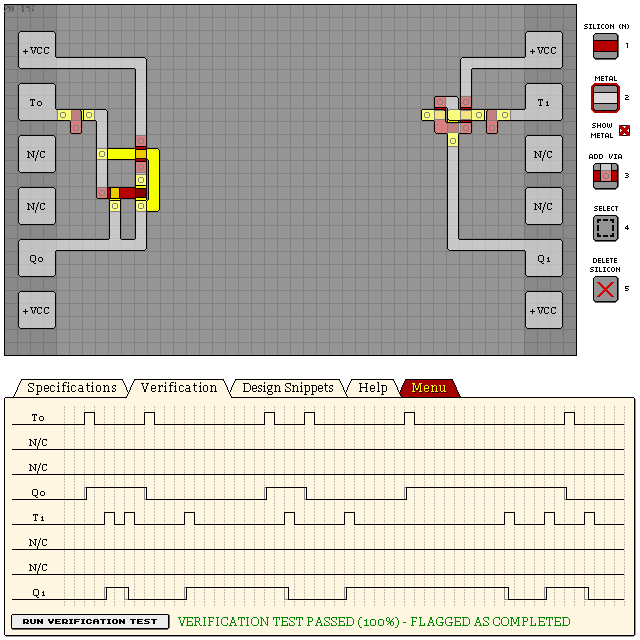 +VCC
T0
N/C
N/C
Q0
+VCC
+VCC
T1
N/C
N/C
Q1
+VCC
SILICON (N)
1
METAL
2
SHOW
METAL
ADD VIA
3
SELECT
4
DELETE
SILICON
5
Specifications
Verification
Design Snippets
Help
Menu
T0
N/C
N/C
Q0
T1
N/C
N/C
Q1
RUN VERIFICATION TEST
VERIFICATION TEST PASSED (100%) - FLAGGED AS COMPLETED